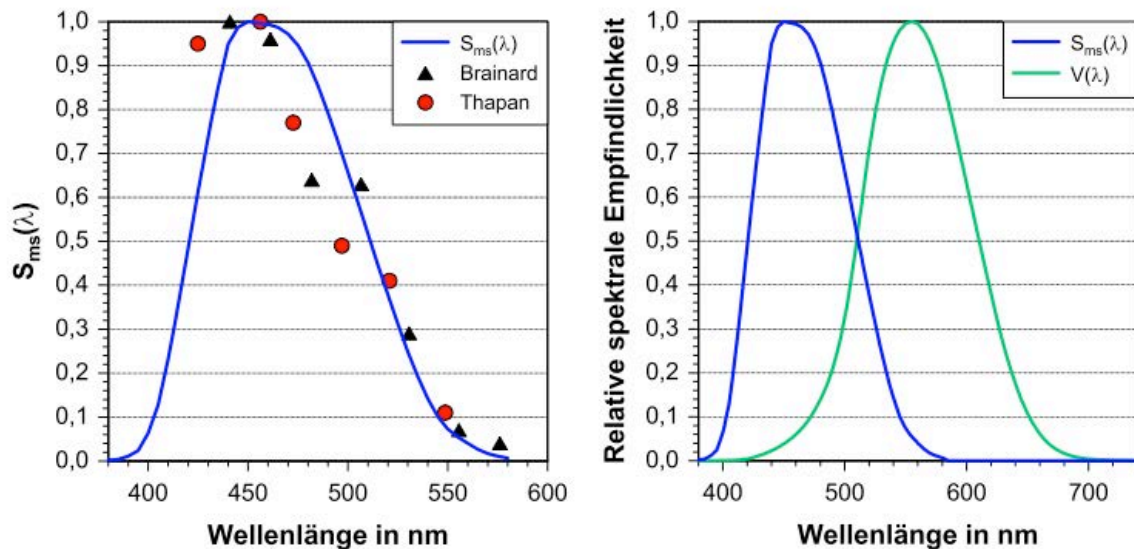 S_ms(λ)
1,0
0,9
0,8
0,7
0,6
0,5
0,4
0,3
0,2
0,1
0,0
400 450 500 550 600
Wellenlänge in nm
S_ms(λ)
Brainard
Thapan
Relative spektrale Empfindlichkeit
1,0
0,9
0,8
0,7
0,6
0,5
0,4
0,3
0,2
0,1
0,0
400 500 600 700
Wellenlänge in nm
S_ms(λ)
V(λ)